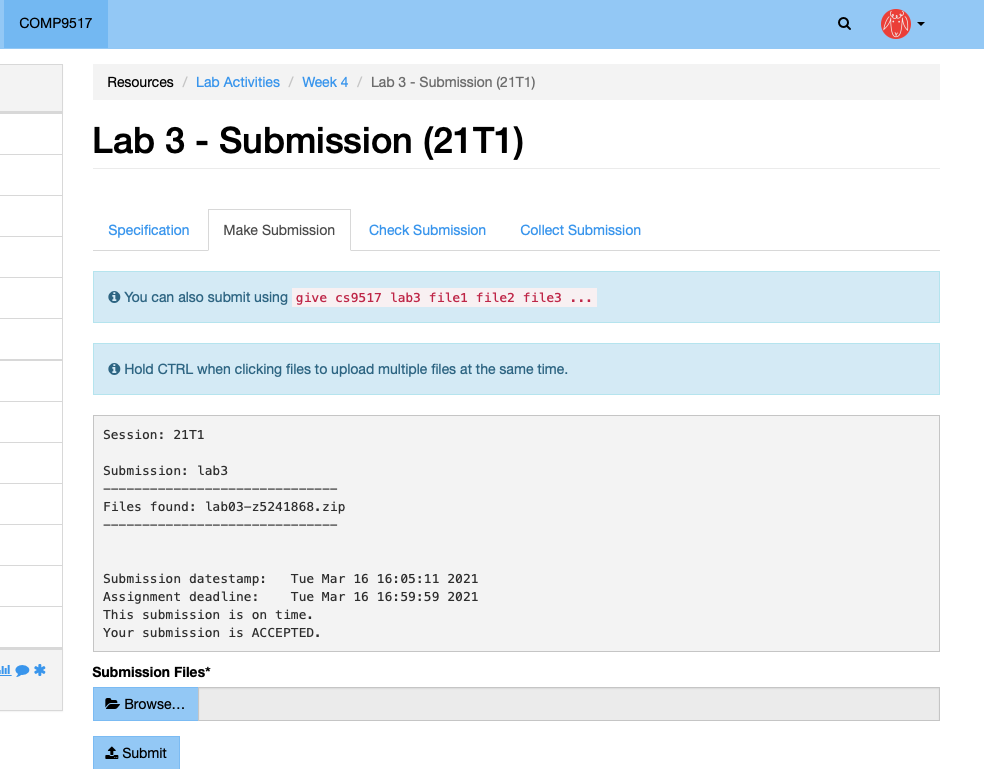 COMP9517
Resources / Lab Activities / Week 4 / Lab 3 - Submission (21T1)
Lab 3 - Submission (21T1)
Specification Make Submission Check Submission Collect Submission
You can also submit using give cs9517 lab3 file1 file2 file3 ...
Hold CTRL when clicking files to upload multiple files at the same time.
Session: 21T1
Submission: lab3
------------------------------
Files found: lab03-z5241868.zip
------------------------------
Submission datestamp: Tue Mar 16 16:05:11 2021
Assignment deadline: Tue Mar 16 16:59:59 2021
This submission is on time.
Your submission is ACCEPTED.
Submission Files*
Browse...
Submit